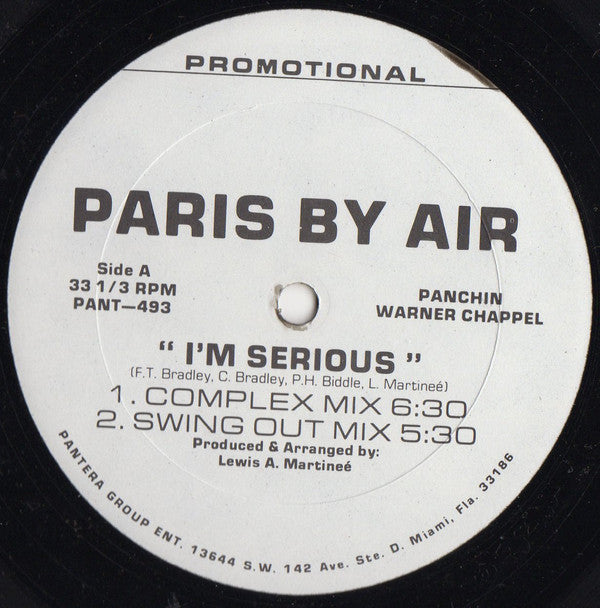 PROMOTIONAL
PARIS BY AIR
Side A
33 1/3 RPM
PANT—493
PANCHIN
WARNER CHAPPEL
" I'M SERIOUS "
(F.T. Bradley, C. Bradley, P.H. Biddle, L. Martineé)
1. COMPLEX MIX 6:30
2. SWING OUT MIX 5:30
Produced & Arranged by:
Lewis A. Martineé
PANTERA GROUP ENT. 13644 S.W. 142 Ave. Ste. D. Miami, Fla. 33186